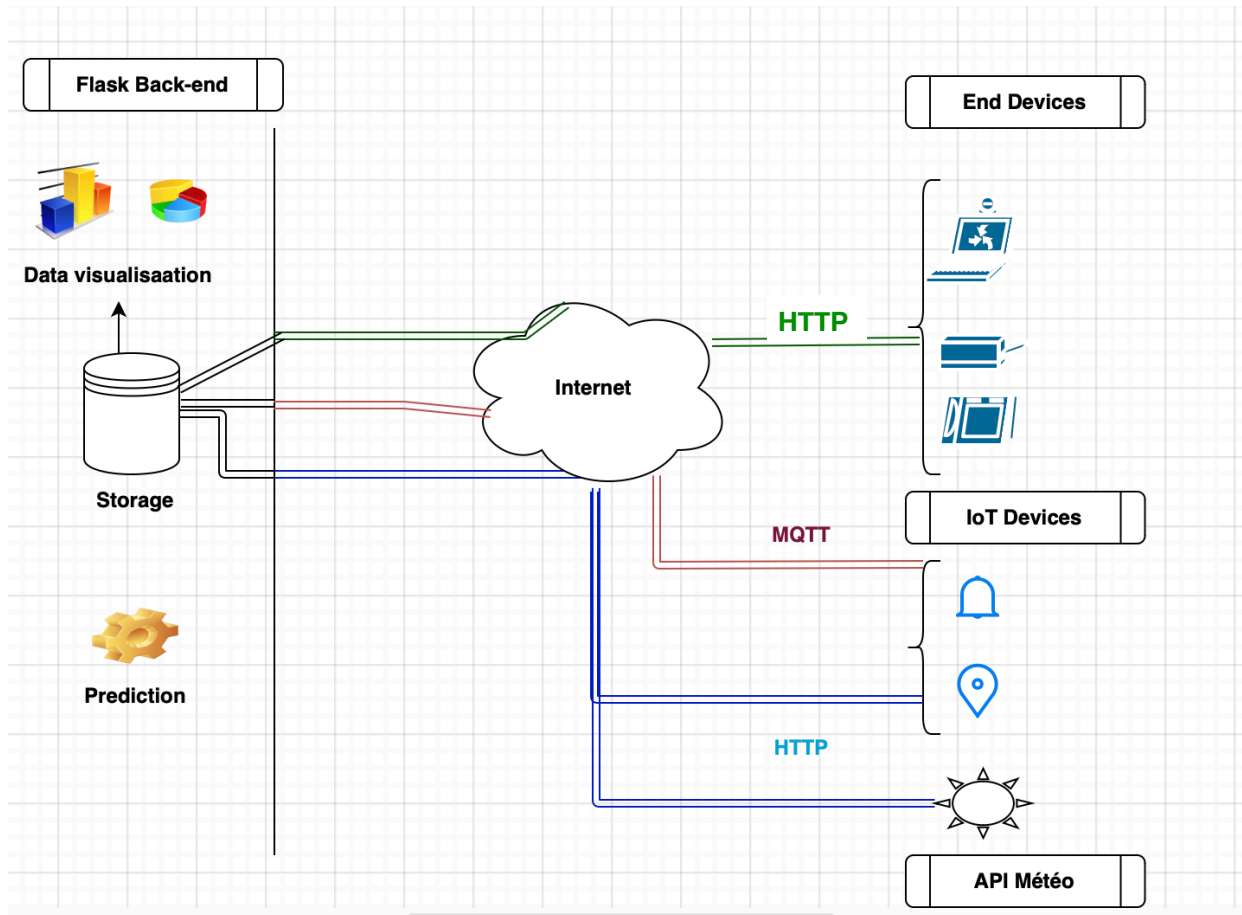 Flask Back-end
End Devices
Data visualisaation
HTTP
Internet
Storage
IoT Devices
MQTT
Prediction
HTTP
API Météo